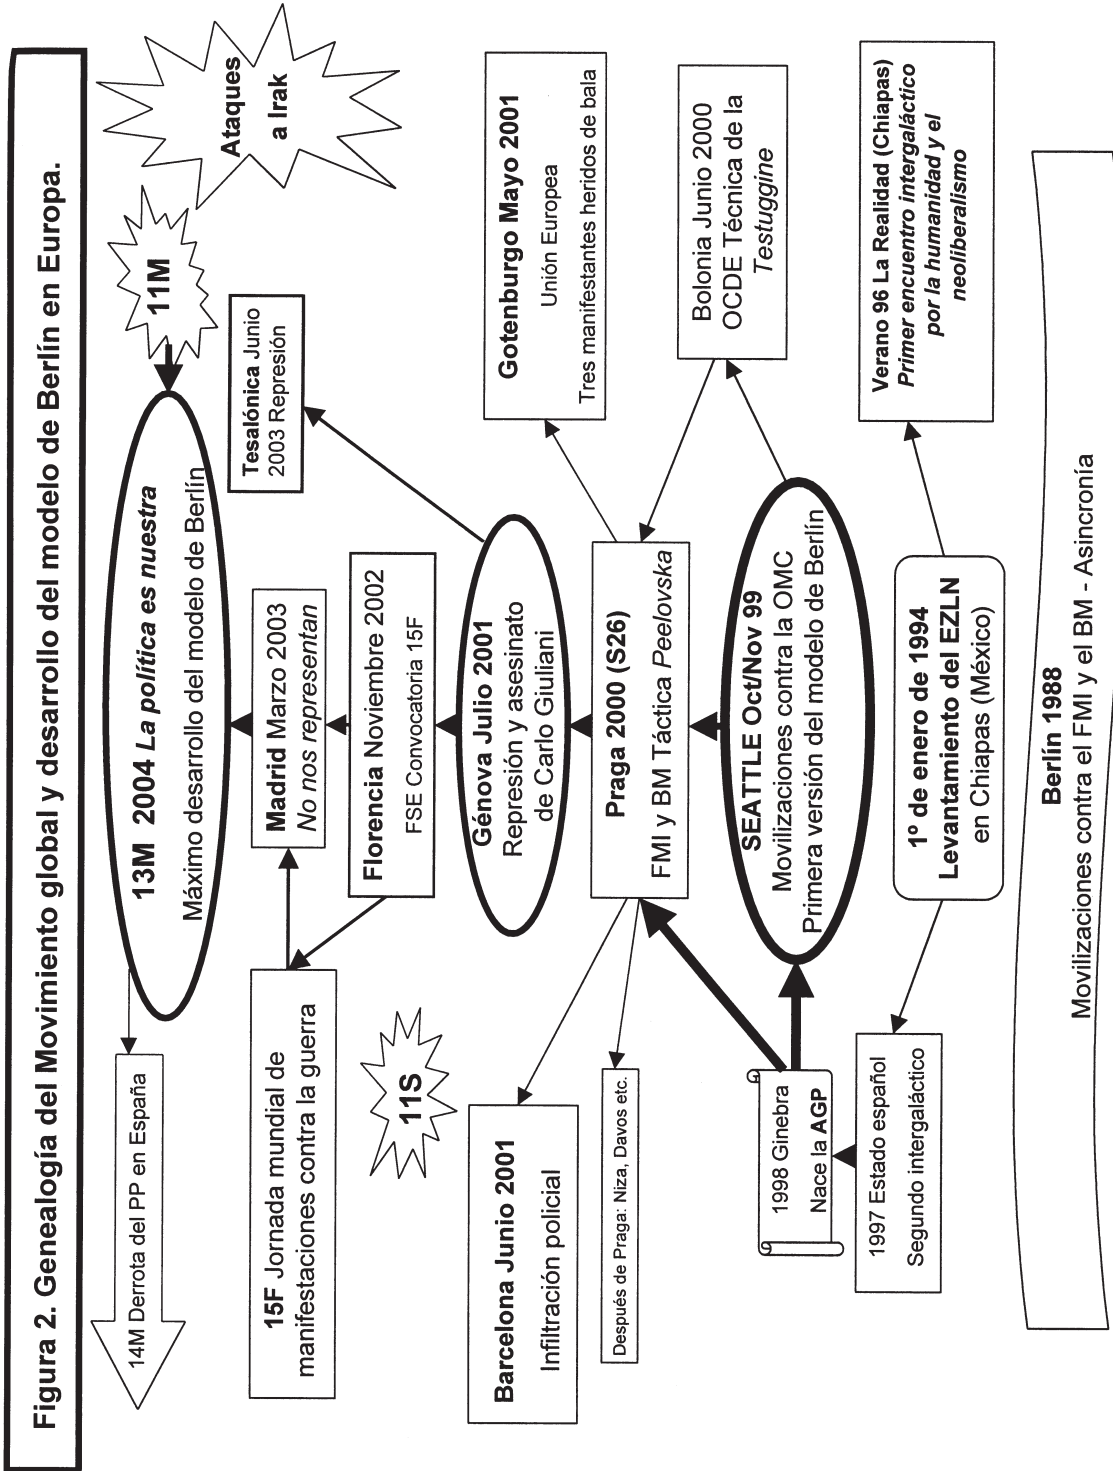 Figura 2. Genealogía del Movimiento global y desarrollo del modelo de Berlín en Europa.
14M Derrota del PP en España
13M 2004 La política es nuestra
Máximo desarrollo del modelo de Berlín
11M
Ataques
a Irak
15F Jornada mundial de
manifestaciones contra la guerra
Madrid Marzo 2003
No nos representan
Tesalónica Junio
2003 Represión
11S
Florencia Noviembre 2002
FSE Convocatoria 15F
Génova Julio 2001
Represión y asesinato
de Carlo Giuliani
Barcelona Junio 2001
Infiltración policial
Gotenburgo Mayo 2001
Unión Europea
Tres manifestantes heridos de bala
Después de Praga: Niza, Davos etc.
Praga 2000 (S26)
FMI y BM Táctica Peelovska
Bolonia Junio 2000
OCDE Técnica de la
Testuggine
1998 Ginebra
Nace la AGP
SEATTLE Oct/Nov 99
Movilizaciones contra la OMC
Primera versión del modelo de Berlín
1997 Estado español
Segundo intergaláctico
1º de enero de 1994
Levantamiento del EZLN
en Chiapas (México)
Verano 96 La Realidad (Chiapas)
Primer encuentro intergaláctico
por la humanidad y el
neoliberalismo
Berlín 1988
Movilizaciones contra el FMI y el BM - Asincronía